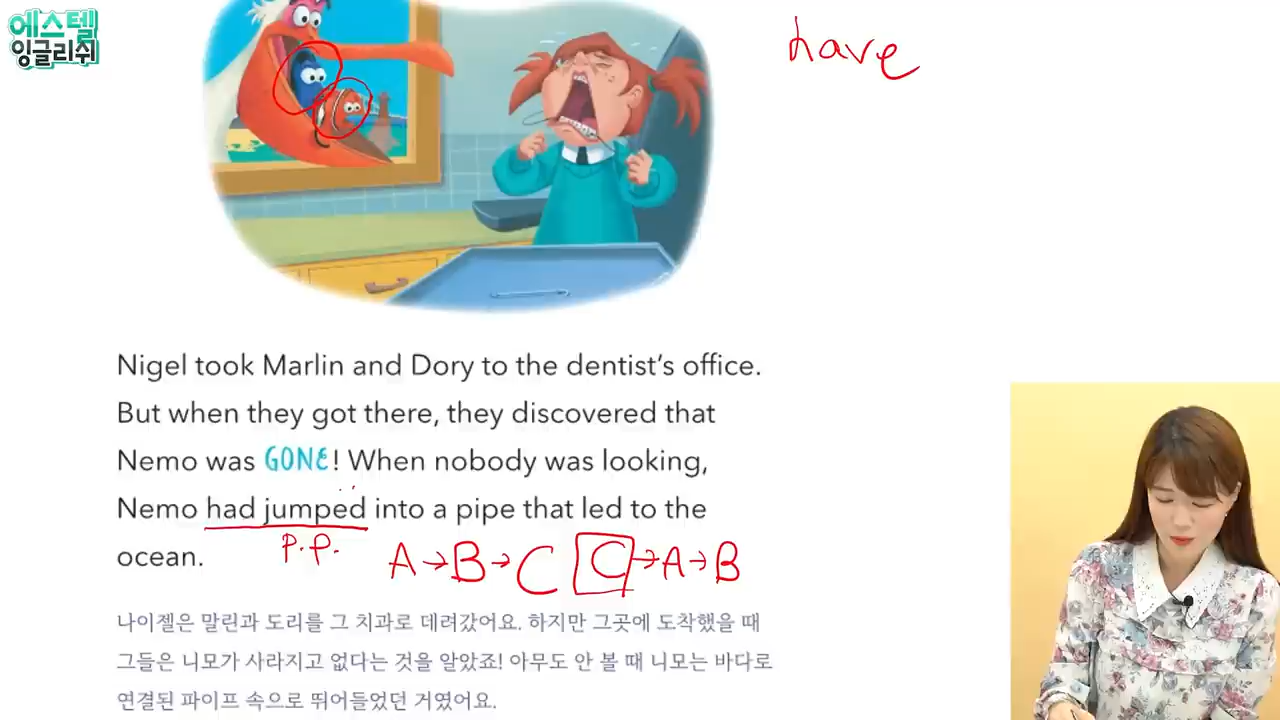 에스텔
잉글리쉬
have
Nigel took Marlin and Dory to the dentist's office.
But when they got there, they discovered that
Nemo was GONE! When nobody was looking,
Nemo had jumped into a pipe that led to the
ocean.
p.p.
A→B→C C→A→B
나이젤은 말린과 도리를 그 치과로 데려갔어요. 하지만 그곳에 도착했을 때
그들은 니모가 사라지고 없다는 것을 알았죠! 아무도 안 볼 때 니모는 바다로
연결된 파이프 속으로 뛰어들었던 거였어요.